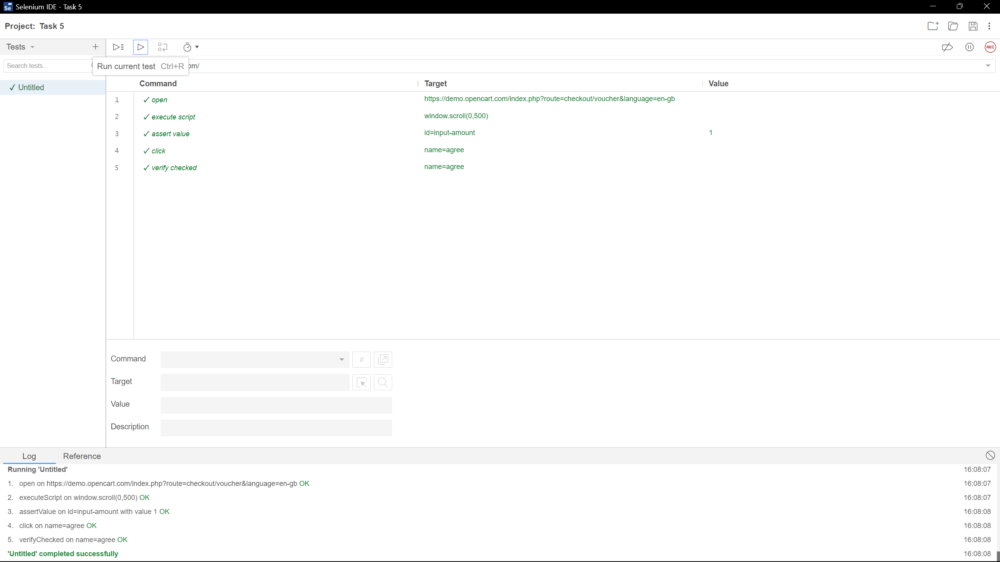 Se Selenium IDE - Task 5
Project: Task 5
Tests
REC
Search tests...
Run current test Ctrl+R
om/
Untitled
Command Target Value
1 ✓ open https://demo.opencart.com/index.php?route=checkout/voucher&language=en-gb
2 ✓ execute script window.scroll(0,500)
3 ✓ assert value id=input-amount 1
4 ✓ click name=agree
5 ✓ verify checked name=agree
Command //
Target
Value
Description
Log Reference
Running 'Untitled' 16:08:07
1. open on https://demo.opencart.com/index.php?route=checkout/voucher&language=en-gb OK 16:08:07
2. executeScript on window.scroll(0,500) OK 16:08:07
3. assertValue on id=input-amount with value 1 OK 16:08:08
4. click on name=agree OK 16:08:08
5. verifyChecked on name=agree OK 16:08:08
'Untitled' completed successfully 16:08:08